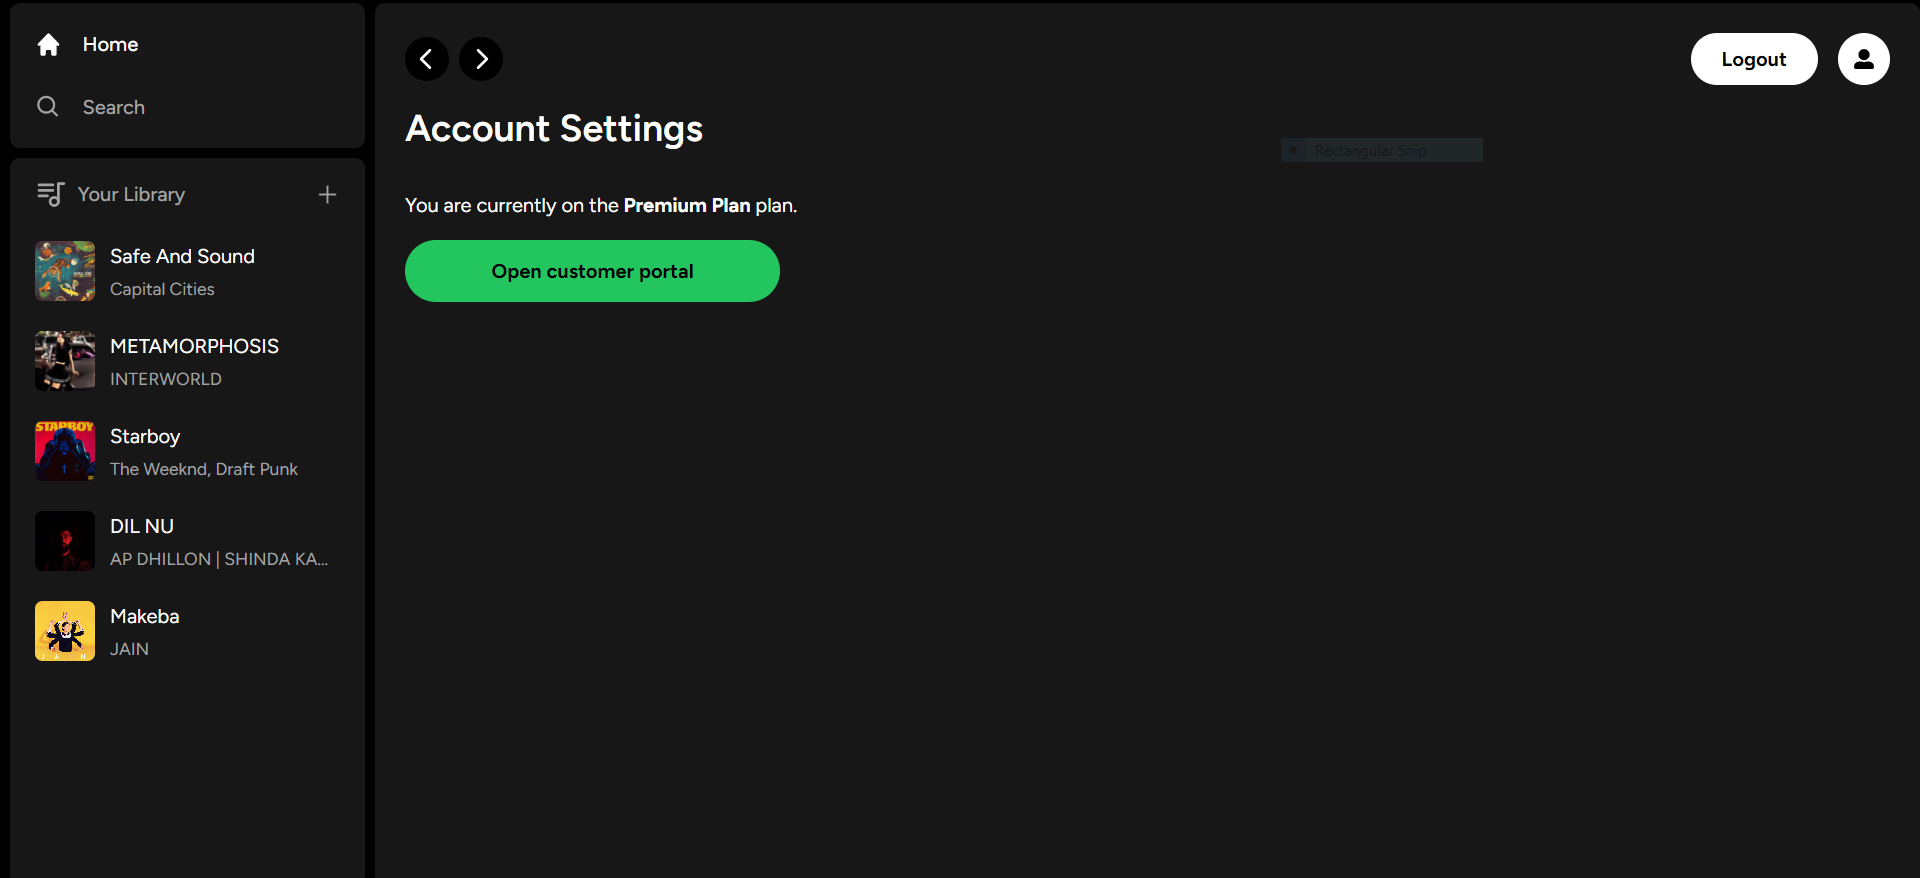 Home
Search
Your Library
Safe And Sound
Capital Cities
METAMORPHOSIS
INTERWORLD
STARBOY
Starboy
The Weeknd, Draft Punk
DIL NU
AP DHILLON | SHINDA KA...
Makeba
JAIN
J A I N
Logout
Account Settings
Rectangular Snip
You are currently on the Premium Plan plan.
Open customer portal